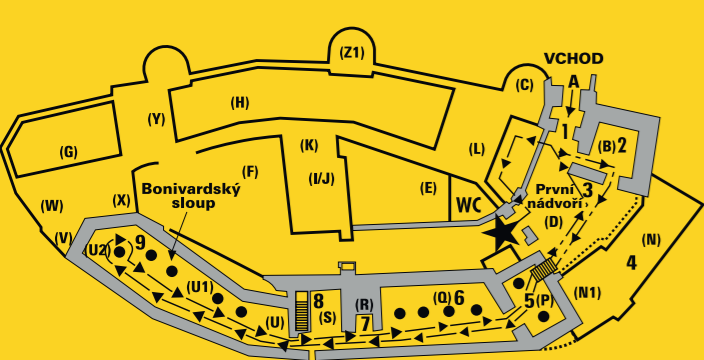 VCHOD
A
(Z1)
(C)
(Y)
(H)
1
(B) 2
(G)
(K)
(L)
(F)
(I/J)
(E)
Bonivardský
sloup
První
nádvoří
3
(W)
(X)
WC
(D)
(V)
(U2)
9
(N)
4
(U1)
8
(S)
(R)
7
(Q) 6
5 (P)
(N1)
(U)